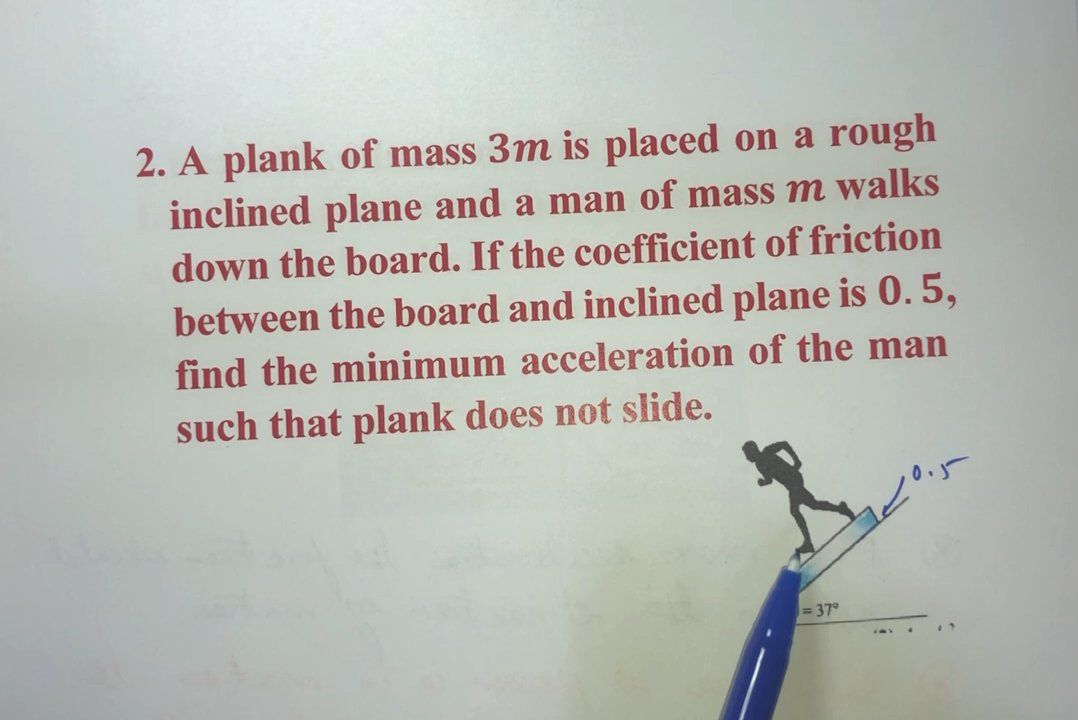 2. A plank of mass 3m is placed on a rough
inclined plane and a man of mass m walks
down the board. If the coefficient of friction
between the board and inclined plane is 0.5,
find the minimum acceleration of the man
such that plank does not slide.
0.5
= 37°